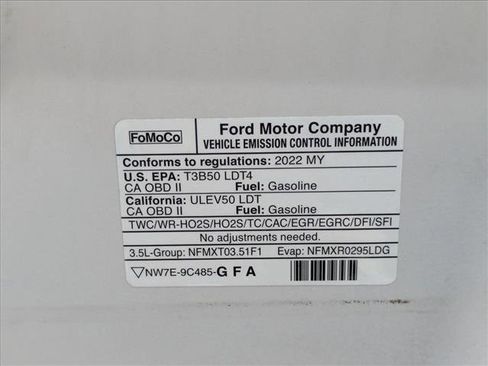 FoMoCo
Ford Motor Company
VEHICLE EMISSION CONTROL INFORMATION
Conforms to regulations: 2022 MY
U.S. EPA: T3B50 LDT4
CA OBD II Fuel: Gasoline
California: ULEV50 LDT
CA OBD II Fuel: Gasoline
TWC/WR-HO2S/HO2S/TC/CAC/EGR/EGRC/DFI/SFI
No adjustments needed.
3.5L-Group: NFMXT03.51F1 Evap: NFMXR0295LDG
▽NW7E-9C485-GFA